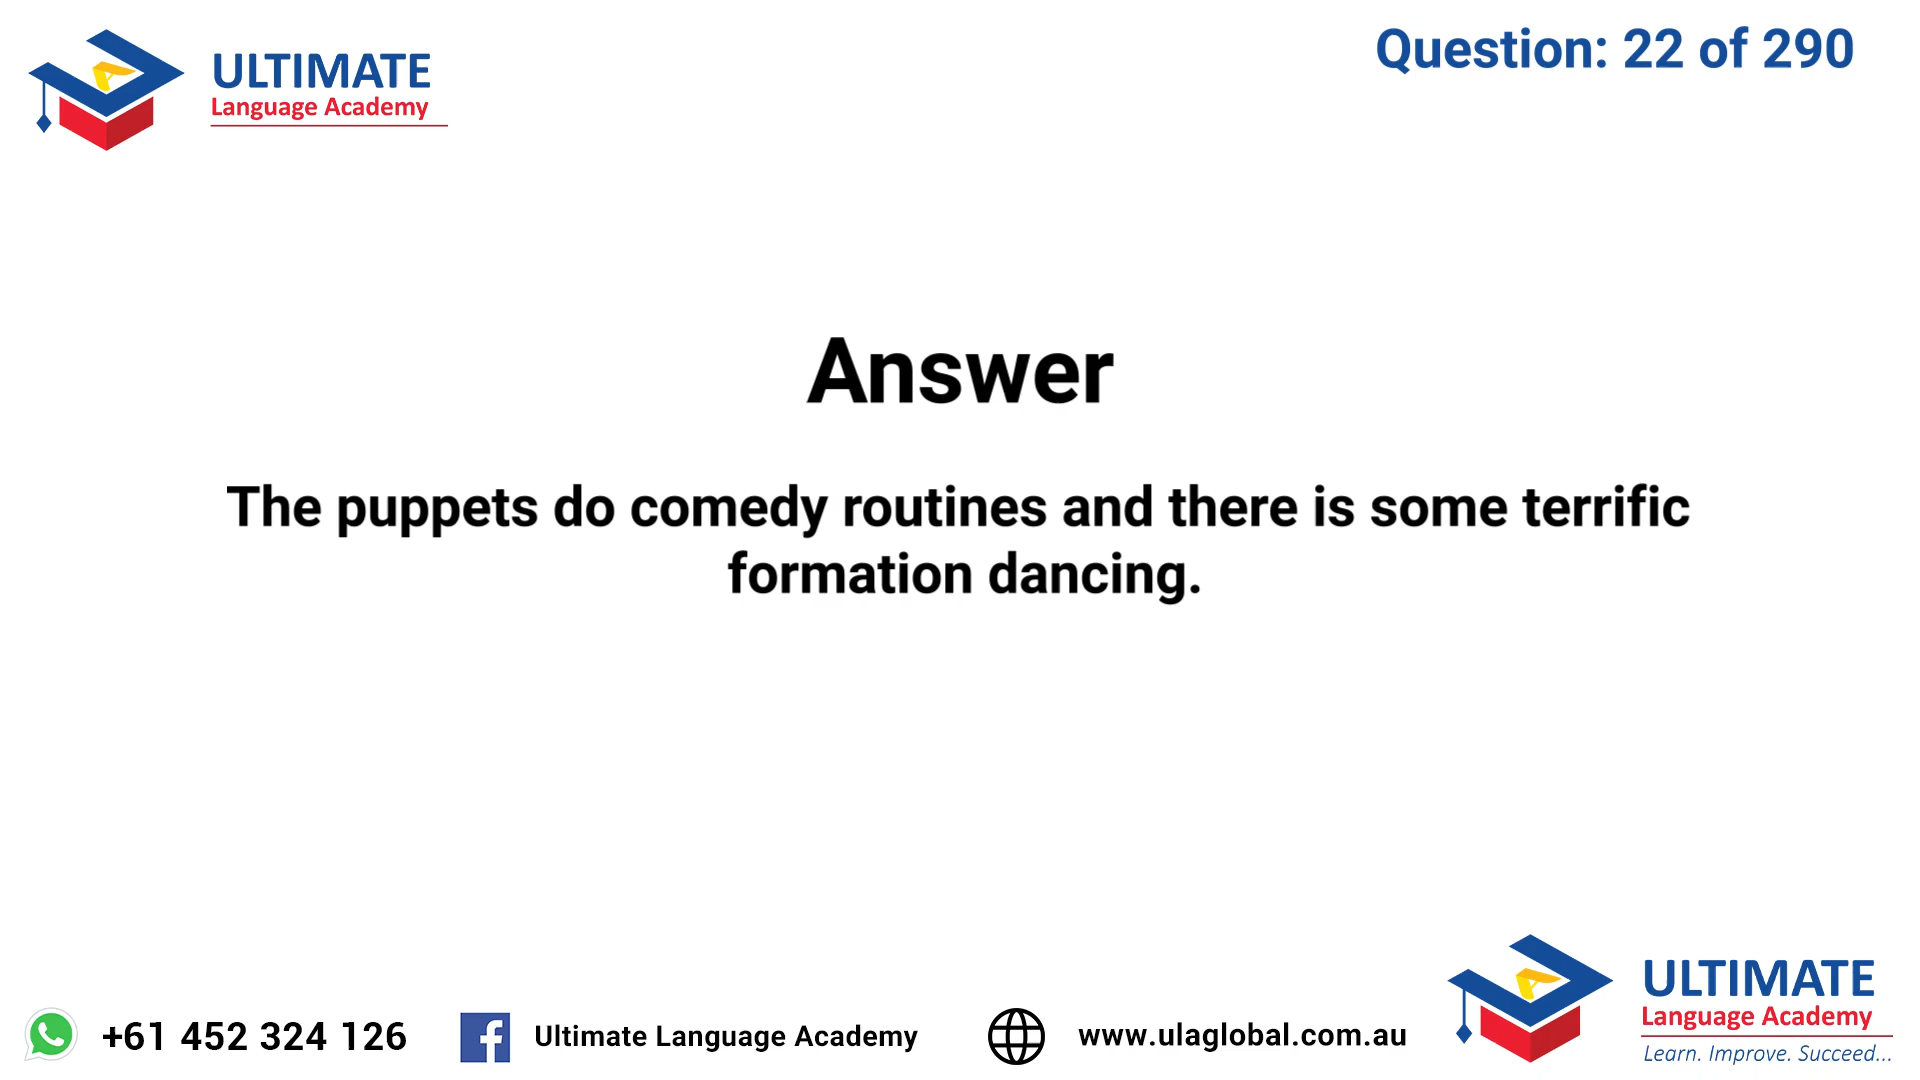 ULTIMATE
Language Academy
Question: 22 of 290
Answer
The puppets do comedy routines and there is some terrific
formation dancing.
+61 452 324 126
Ultimate Language Academy
www.ulaglobal.com.au
ULTIMATE
Language Academy
Learn. Improve. Succeed...